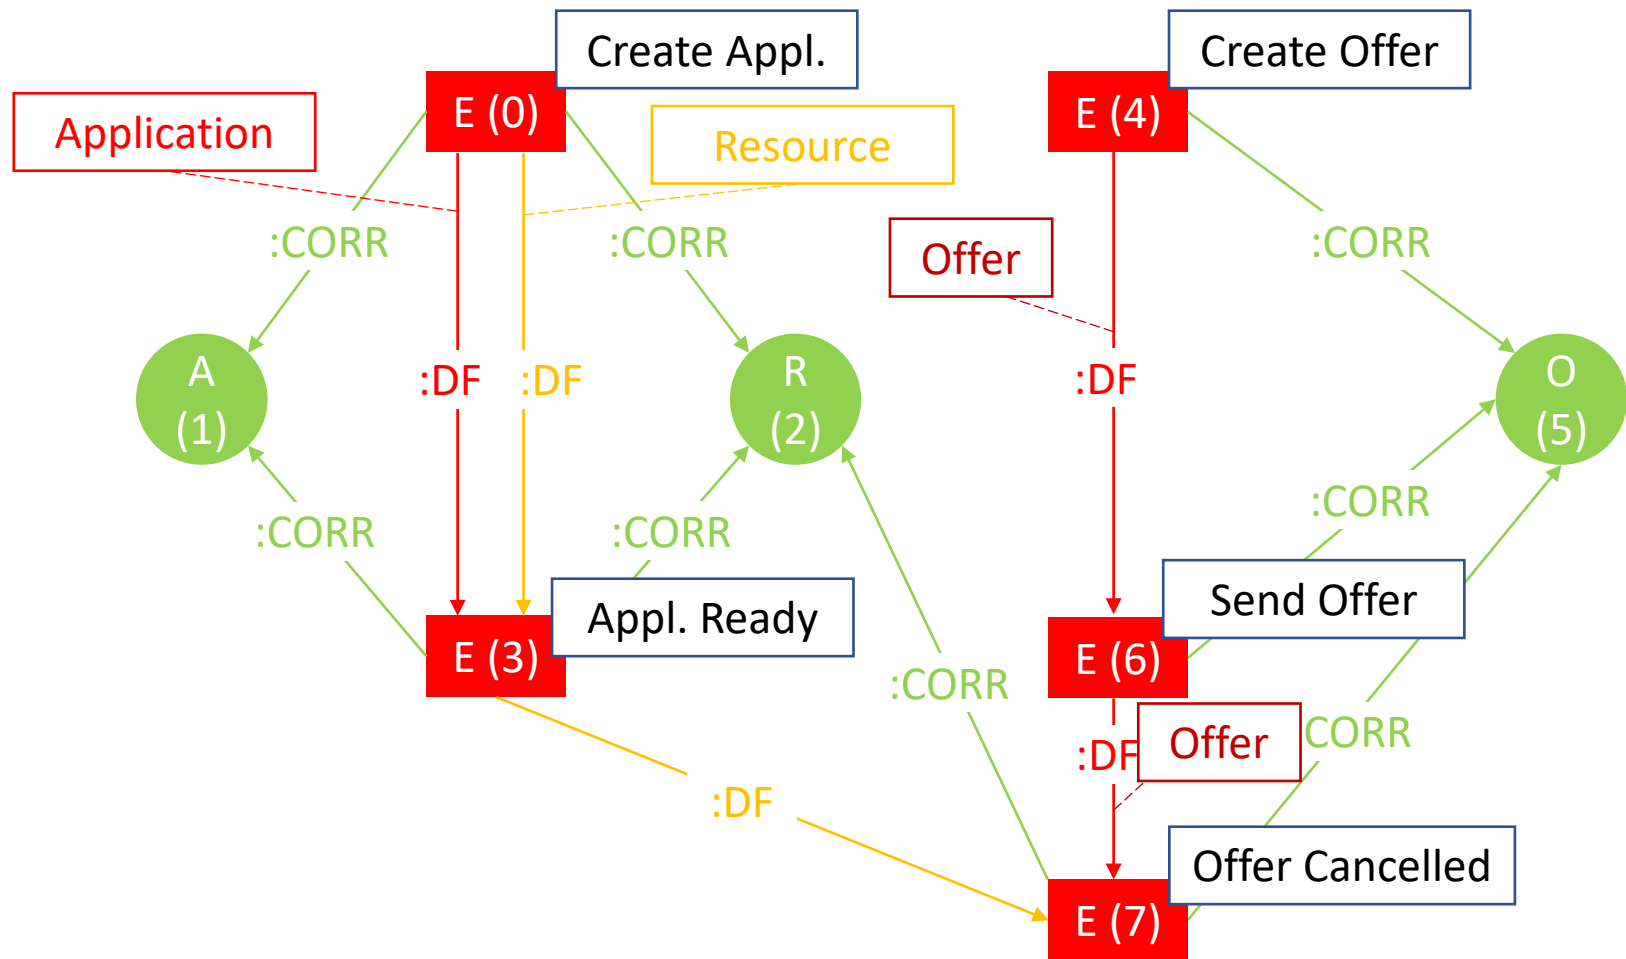 Create Appl.
Create Offer
E (0)
E (4)
Application
Resource
:CORR
:CORR
Offer
:CORR
A
(1)
:DF
:DF
R
(2)
:DF
O
(5)
:CORR
:CORR
:CORR
Appl. Ready
Send Offer
E (3)
E (6)
:CORR
:DF
Offer
CORR
:DF
Offer Cancelled
E (7)